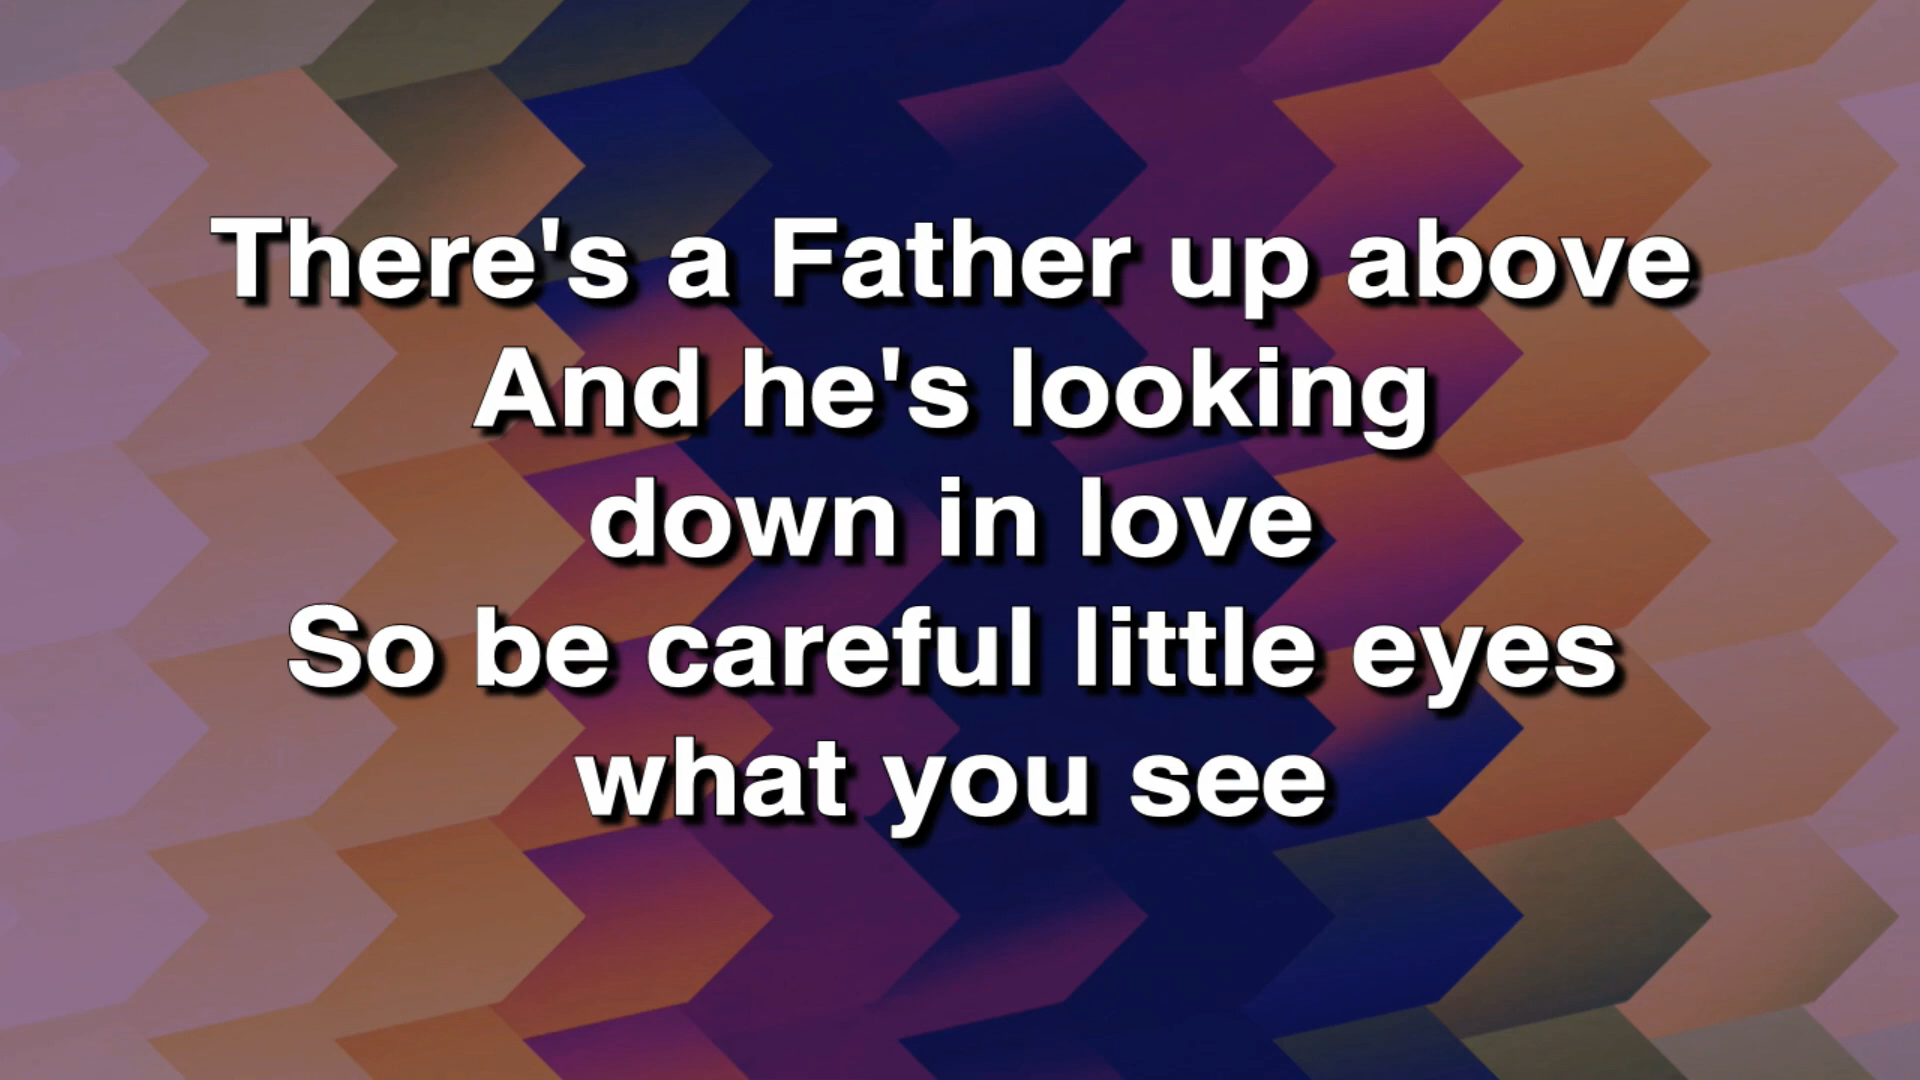 There's a Father up above
And he's looking
down in love
So be careful little eyes
what you see